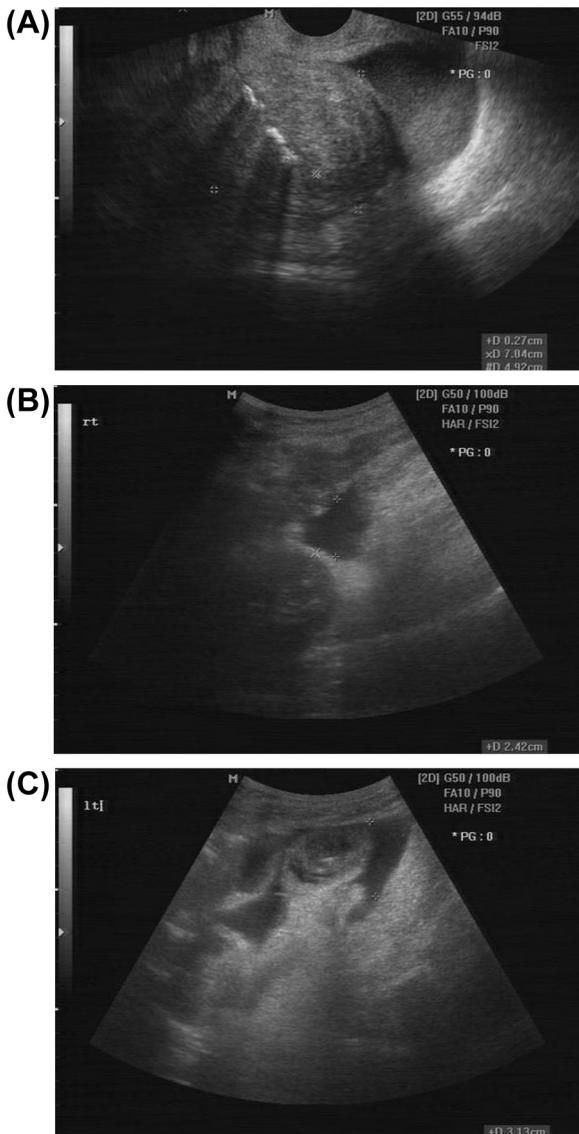 (A)
M
[2D] G55 / 94dB
FA10 / P90
FSI2
* PG : 0
+D 0.27cm
xD 7.04cm
#D 4.92cm
(B)
M
[2D] G50 / 100dB
FA10 / P90
HAR / FSI2
rt
* PG : 0
+D 2.42cm
(C)
M
[2D] G50 / 100dB
FA10 / P90
HAR / FSI2
lt
* PG : 0
+D 3.13cm